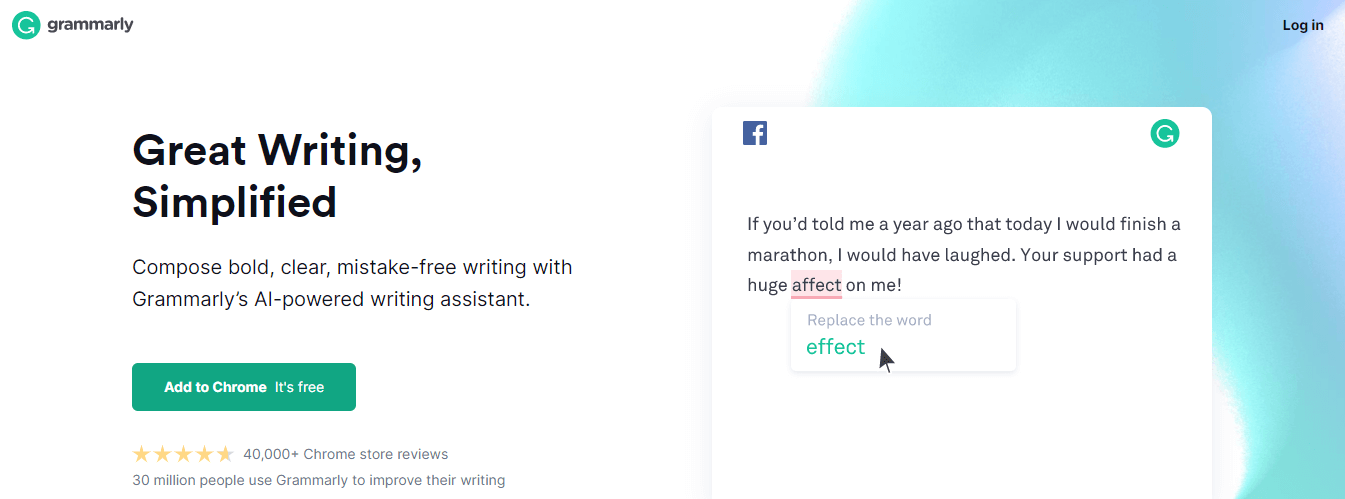 grammarly
Log in
Great Writing,
Simplified
Compose bold, clear, mistake-free writing with
Grammarly’s AI-powered writing assistant.
Add to Chrome It's free
40,000+ Chrome store reviews
30 million people use Grammarly to improve their writing
If you’d told me a year ago that today I would finish a
marathon, I would have laughed. Your support had a
huge affect on me!
Replace the word
effect